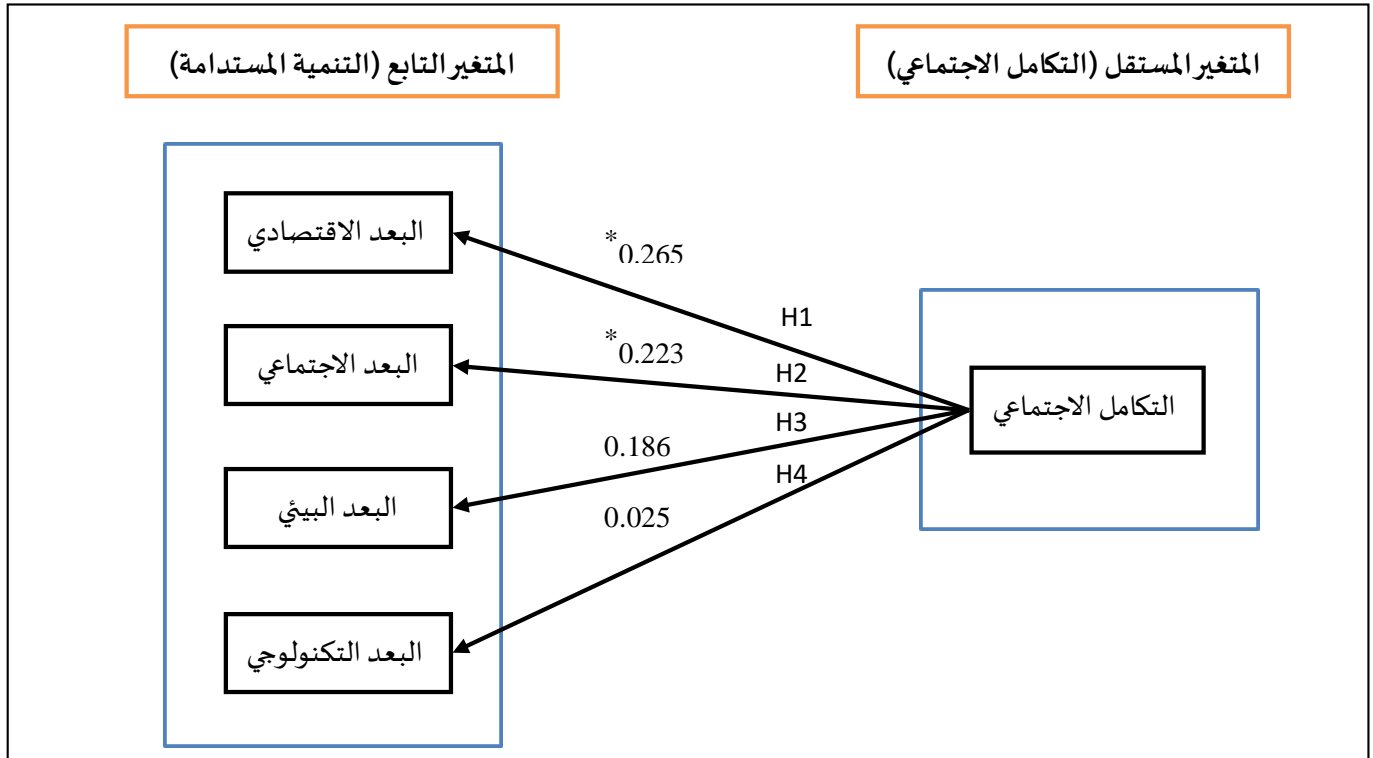 المتغير المستقل (التكامل الاجتماعي)
المتغير التابع (التنمية المستدامة)
البعد الاقتصادي
*0.265
H1
البعد الاجتماعي
*0.223
H2
التكامل الاجتماعي
H3
0.186
H4
البعد البيئي
0.025
البعد التكنولوجي